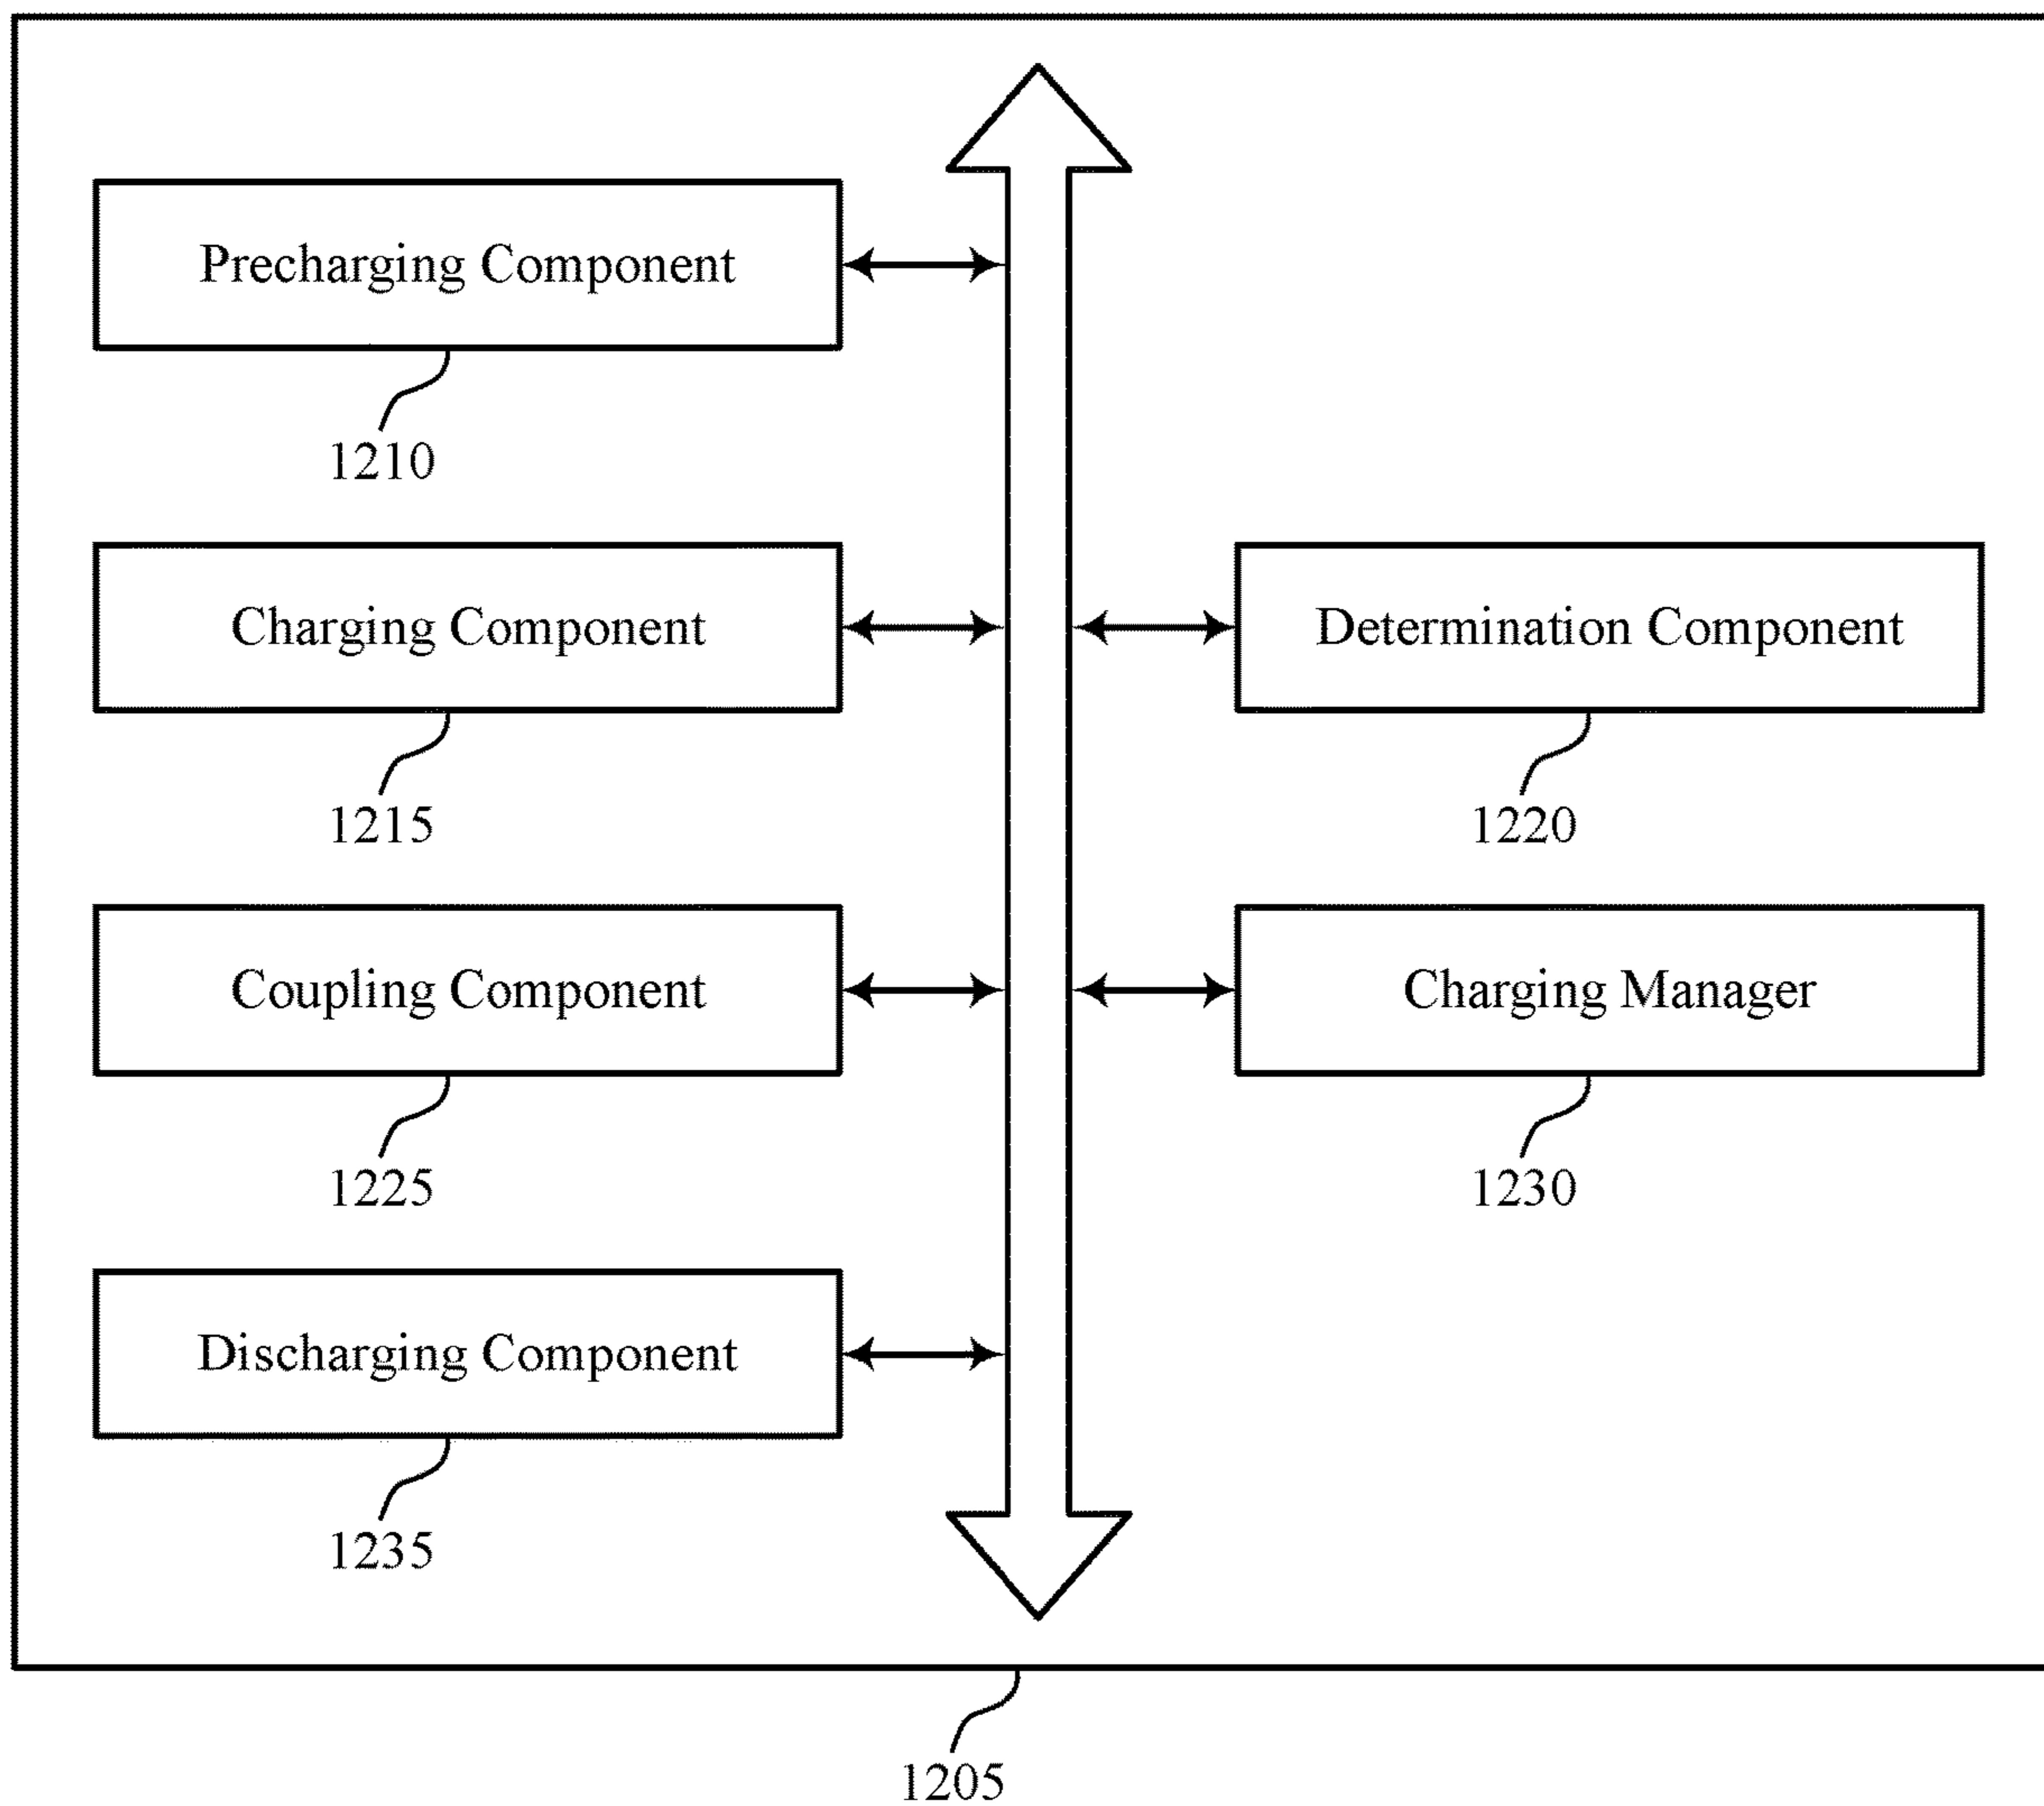 Precharging Component
1210
Charging Component
Determination Component
1215
1220
Coupling Component
Charging Manager
1225
1230
Discharging Component
1235
1205